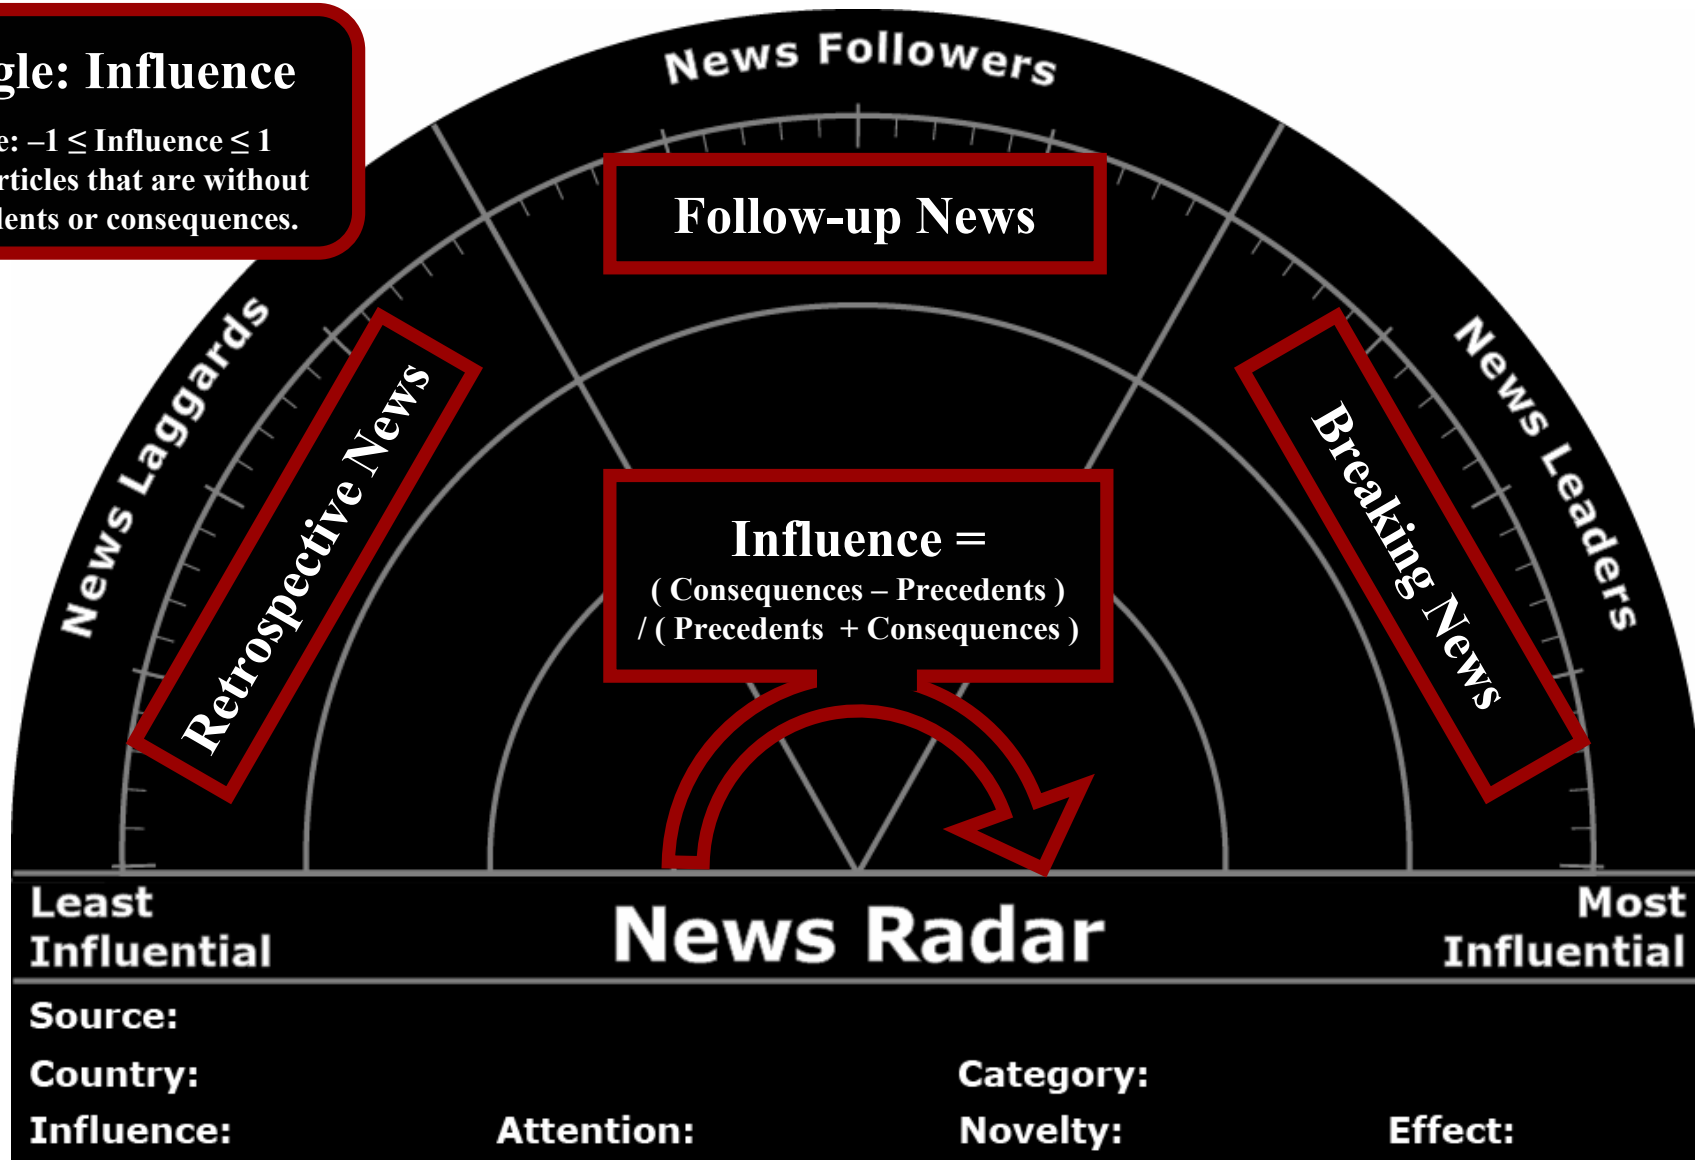 gle: Influence
e: –1 ≤ Influence ≤ 1
rticles that are without
lents or consequences.
News Followers
Follow-up News
News Laggards
Retrospective News
News Leaders
Breaking News
Influence =
( Consequences – Precedents )
/ ( Precedents + Consequences )
Least
Influential
News Radar
Most
Influential
Source:
Country:
Category:
Influence:
Attention:
Novelty:
Effect: